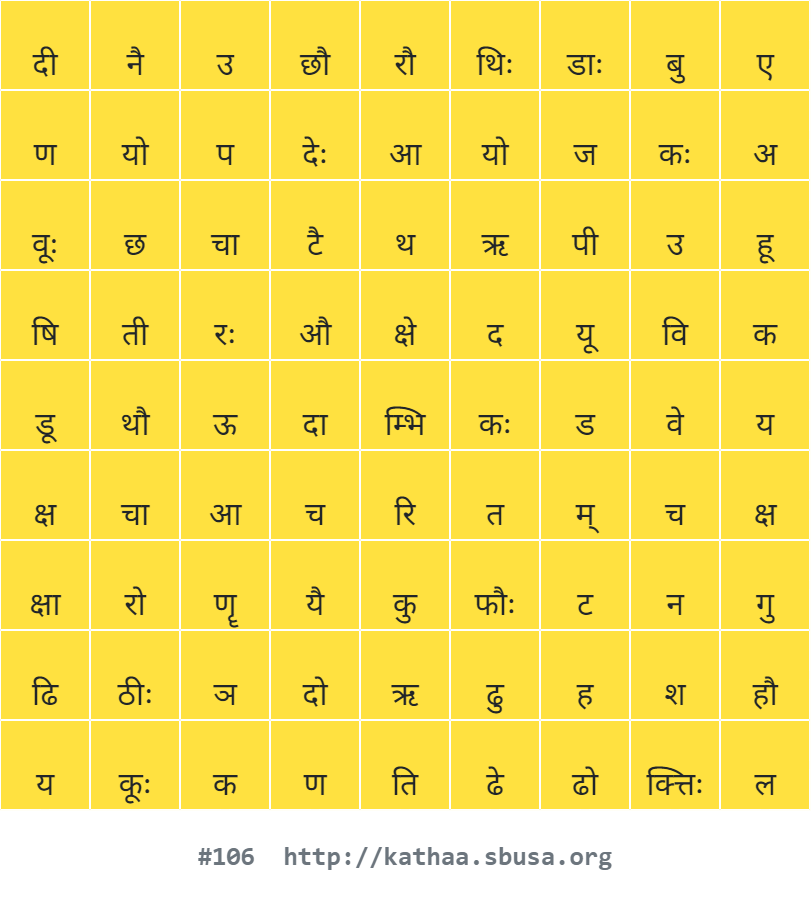 दी नै उ छौ रौ थिः डाः बु ए
ण यो प देः आ यो ज कः अ
वूः छ चा टै थ ऋ पी उ हू
षि ती रः औ क्षे द यू वि क
डू थौ ऊ दा म्भि कः ड वे य
क्ष चा आ च रि त म् च क्ष
क्षा रो णॄ यै कु फौः ट न गु
ढि ठीः ञ दो ऋ ढु ह श हौ
य कूः क ण ति ढे ढो क्त्तिः ल
#106 http://kathaa.sbusa.org